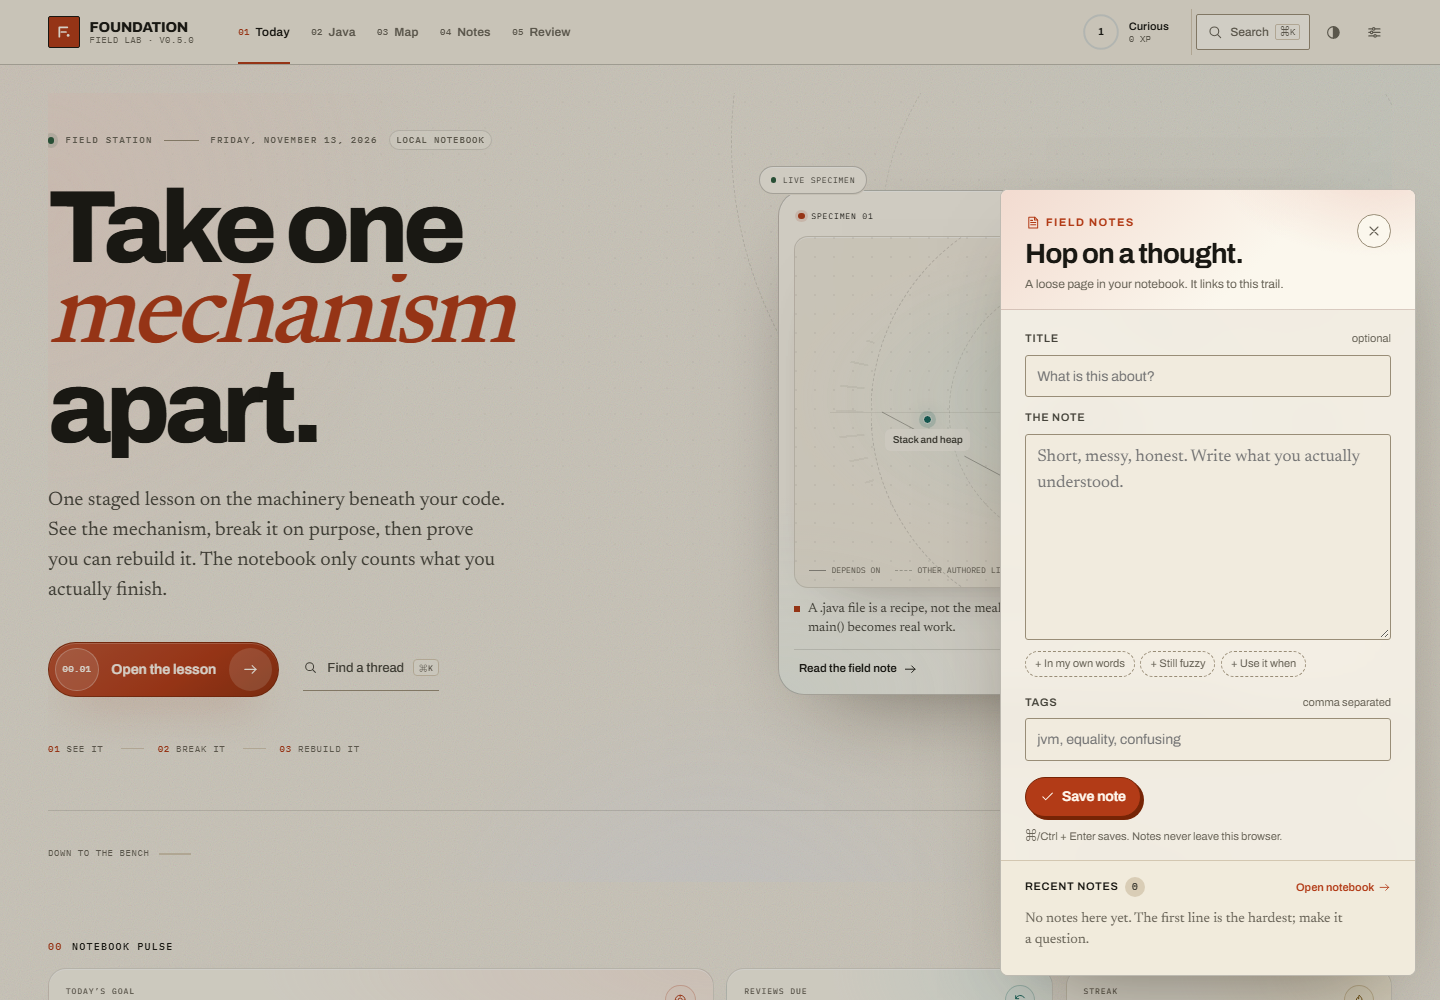 F.
FOUNDATION
FIELD LAB · V0.5.0
01 Today
02 Java
03 Map
04 Notes
05 Review
1
Curious
0 XP
Search ⌘K
FIELD STATION
FRIDAY, NOVEMBER 13, 2026
LOCAL NOTEBOOK
Take one
mechanism
apart.
One staged lesson on the machinery beneath your code.
See the mechanism, break it on purpose, then prove
you can rebuild it. The notebook only counts what you
actually finish.
00.01 Open the lesson →
Find a thread ⌘K
01 SEE IT
02 BREAK IT
03 REBUILD IT
DOWN TO THE BENCH
LIVE SPECIMEN
SPECIMEN 01
Stack and heap
DEPENDS ON
OTHER AUTHORED LI
A .java file is a recipe, not the meal
main() becomes real work.
Read the field note →
FIELD NOTES
Hop on a thought.
A loose page in your notebook. It links to this trail.
TITLE
optional
What is this about?
THE NOTE
Short, messy, honest. Write what you actually
understood.
+ In my own words
+ Still fuzzy
+ Use it when
TAGS
comma separated
jvm, equality, confusing
Save note
⌘/Ctrl + Enter saves. Notes never leave this browser.
RECENT NOTES 0
Open notebook →
No notes here yet. The first line is the hardest; make it
a question.
00 NOTEBOOK PULSE
TODAY'S GOAL
REVIEWS DUE
STREAK